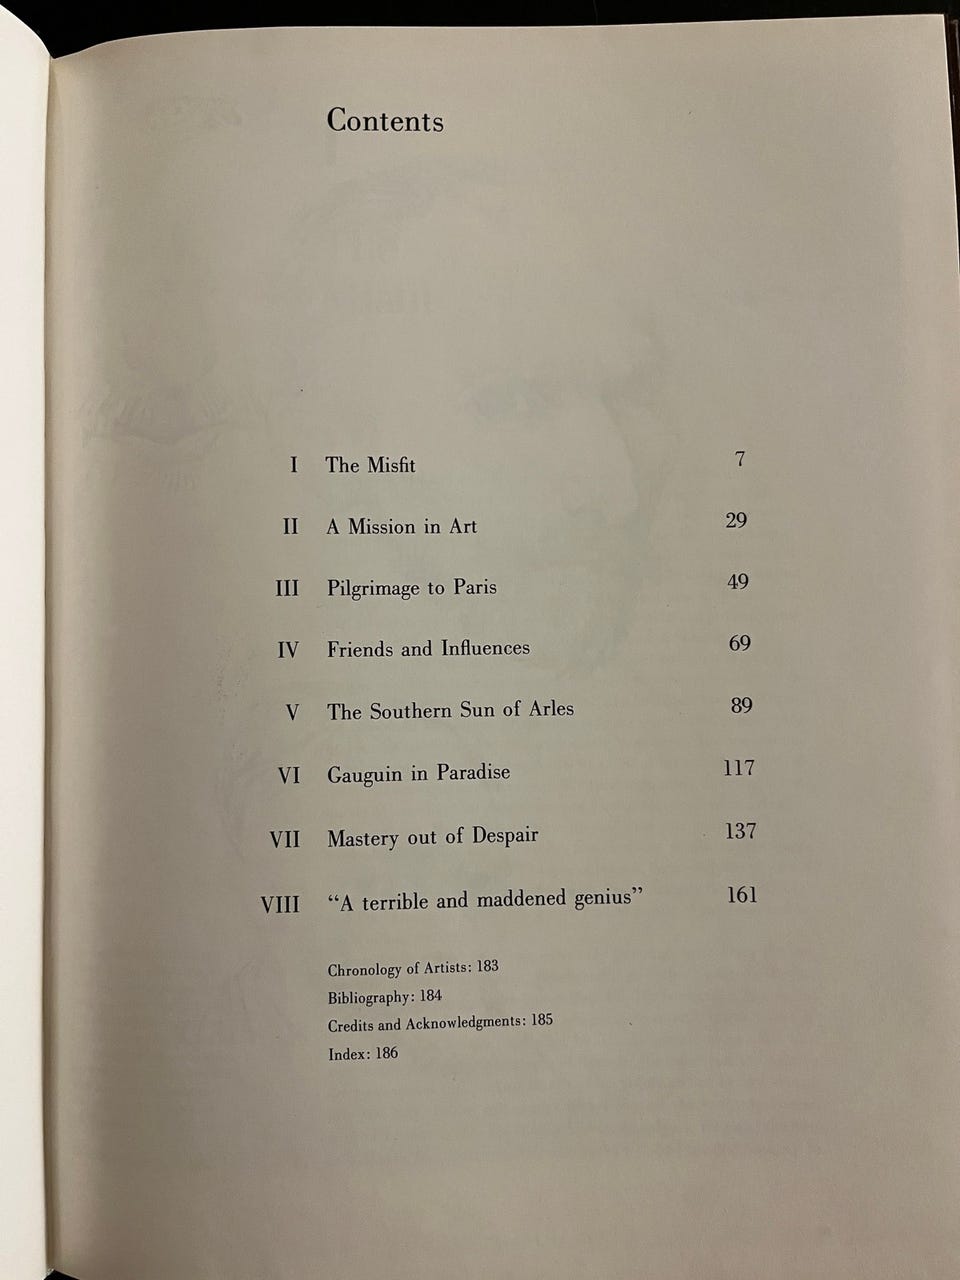 Contents
I The Misfit 7
II A Mission in Art 29
III Pilgrimage to Paris 49
IV Friends and Influences 69
V The Southern Sun of Arles 89
VI Gauguin in Paradise 117
VII Mastery out of Despair 137
VIII “A terrible and maddened genius” 161
Chronology of Artists: 183
Bibliography: 184
Credits and Acknowledgments: 185
Index: 186